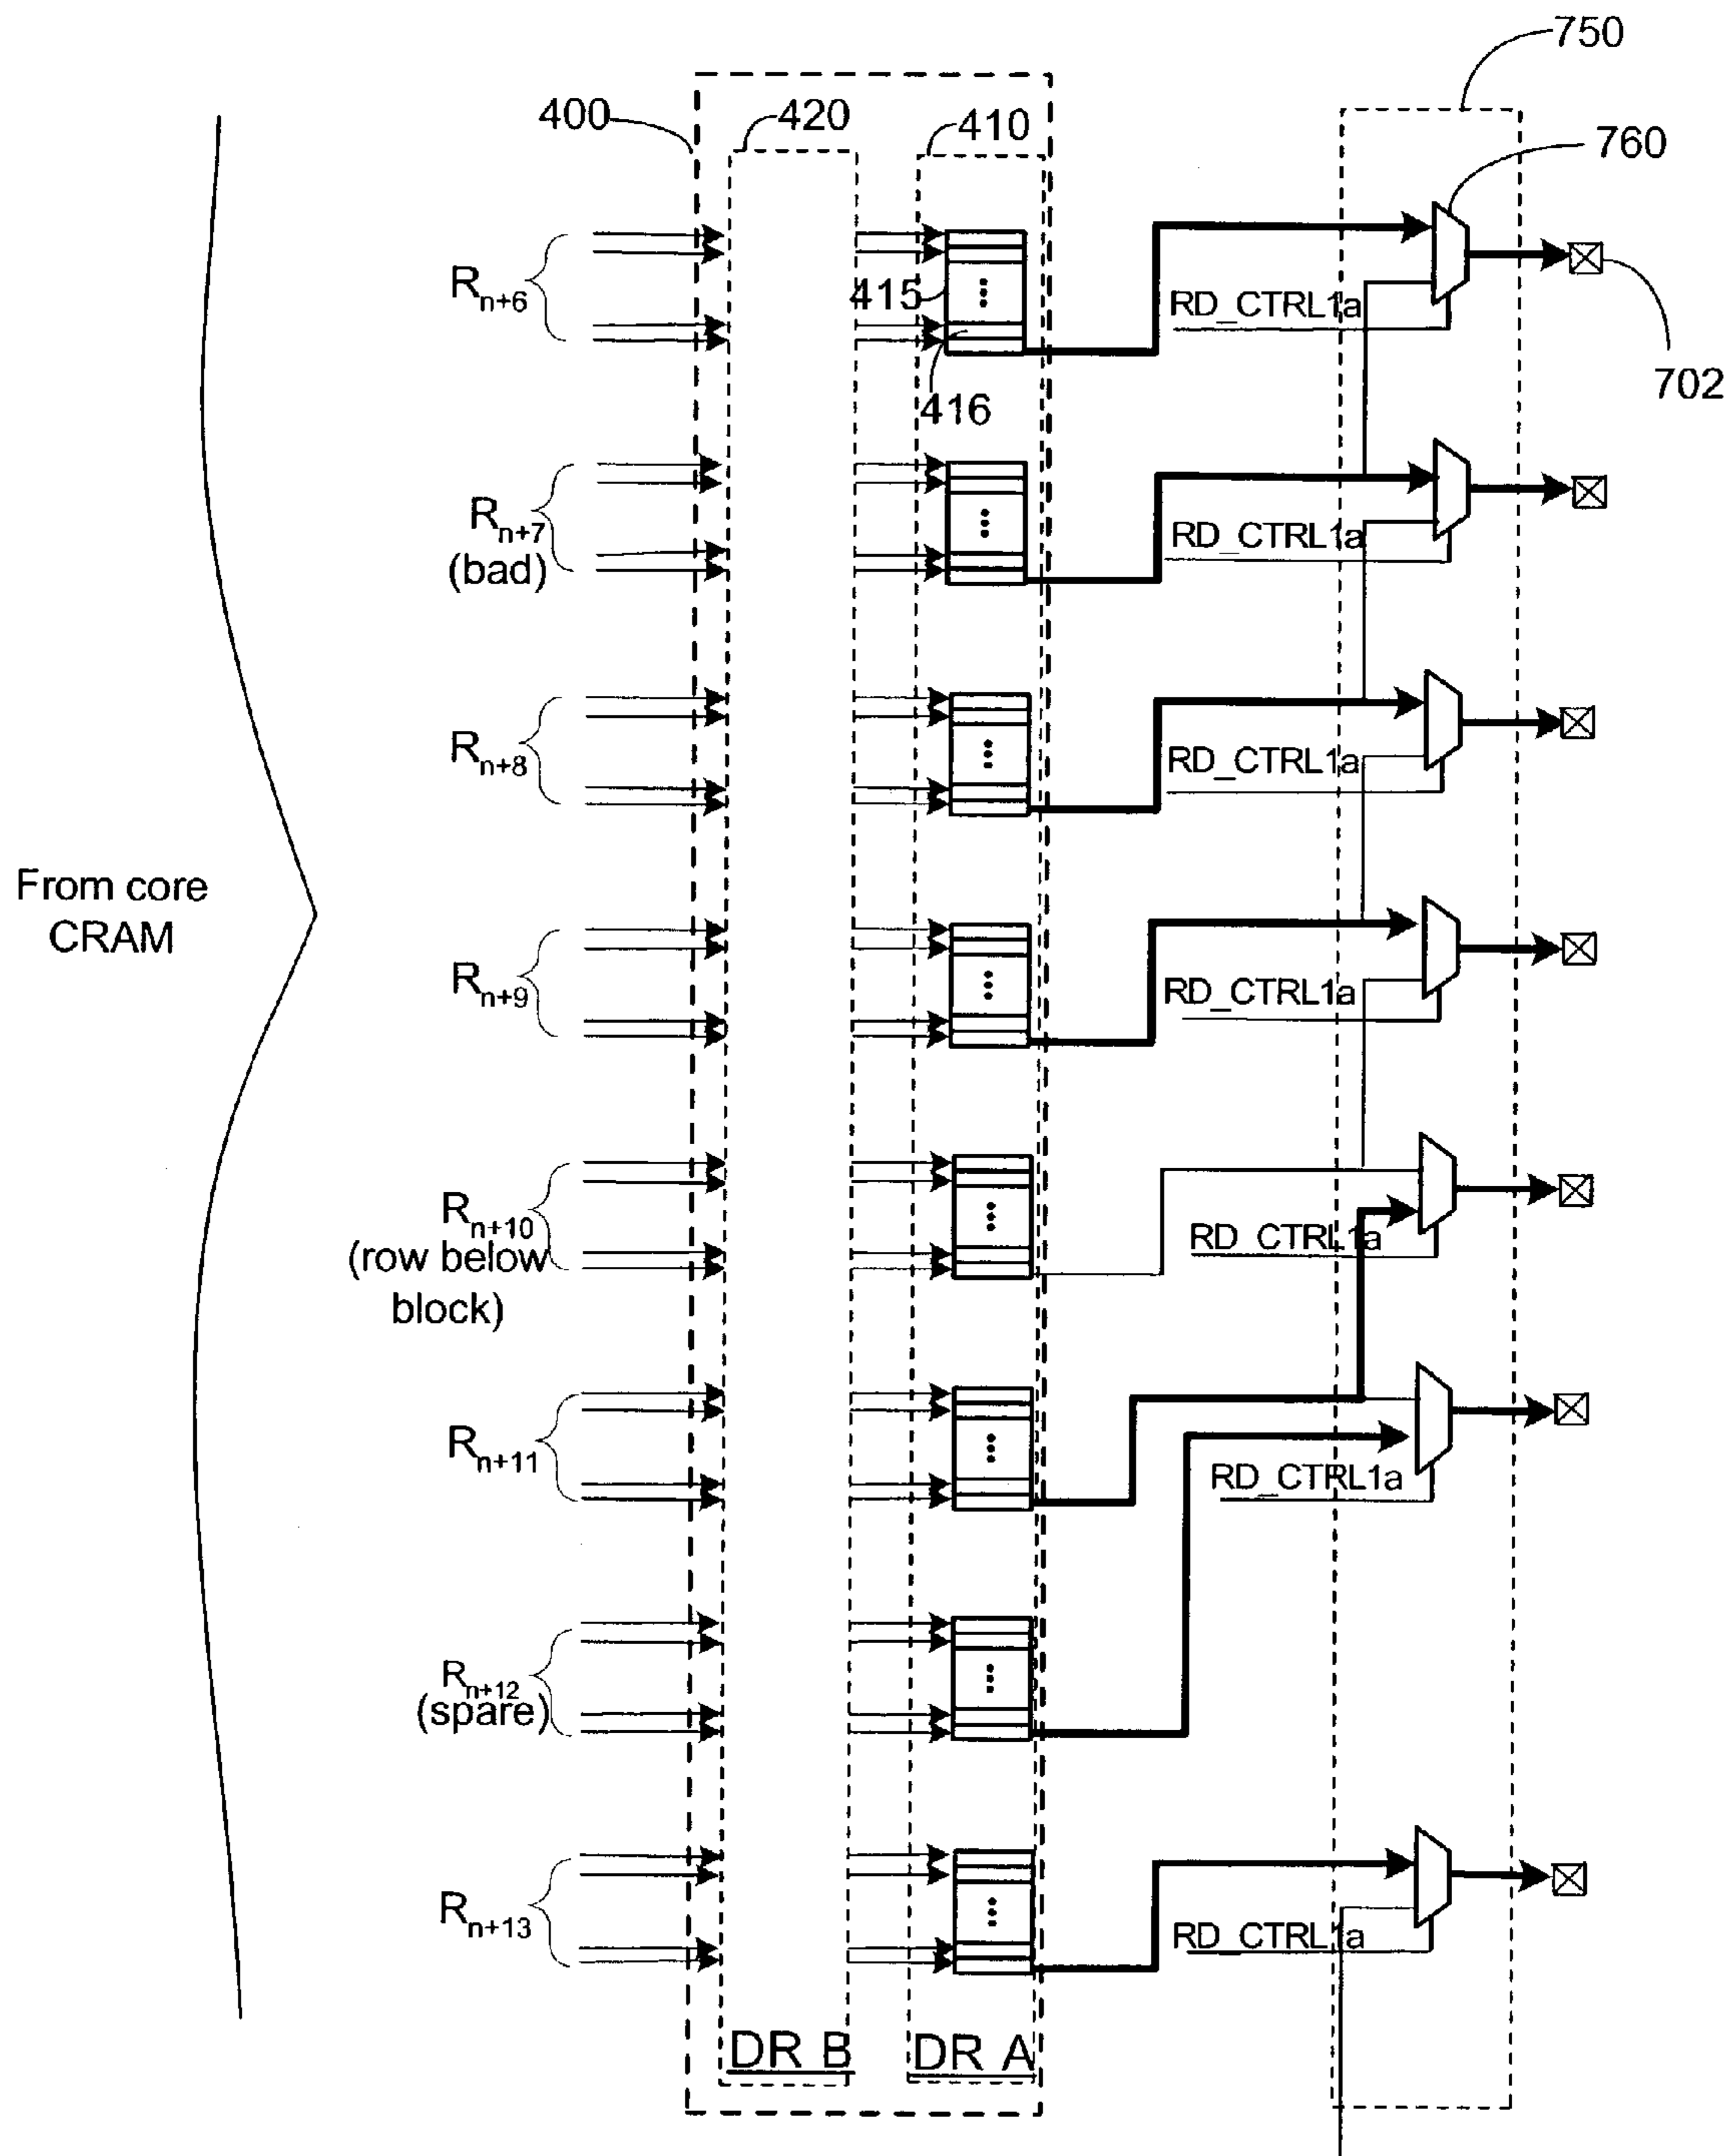 750
400
420
410
760
R_{n+6}
415
RD_CTRL1a
702
416
R_{n+7}
(bad)
RD_CTRL1a
R_{n+8}
RD_CTRL1a
From core
CRAM
R_{n+9}
RD_CTRL1a
R_{n+10}
(row below
block)
RD_CTRL1a
R_{n+11}
RD_CTRL1a
R_{n+12}
(spare)
R_{n+13}
RD_CTRL1a
DR B
DR A